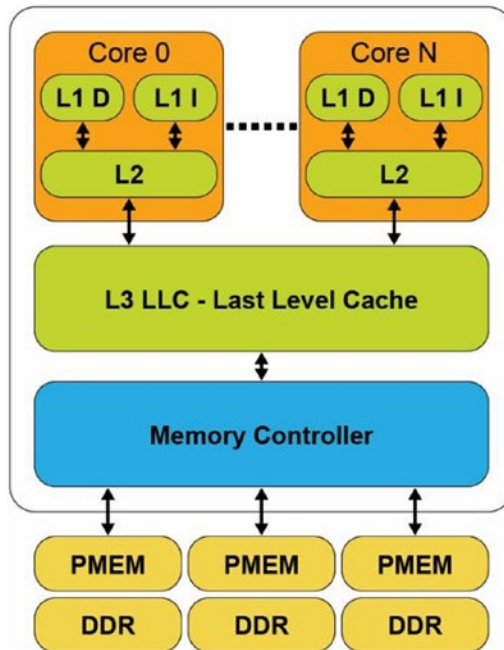 Core 0 Core N
L1 D L1 I L1 D L1 I
L2 L2
L3 LLC - Last Level Cache
Memory Controller
PMEM PMEM PMEM
DDR DDR DDR